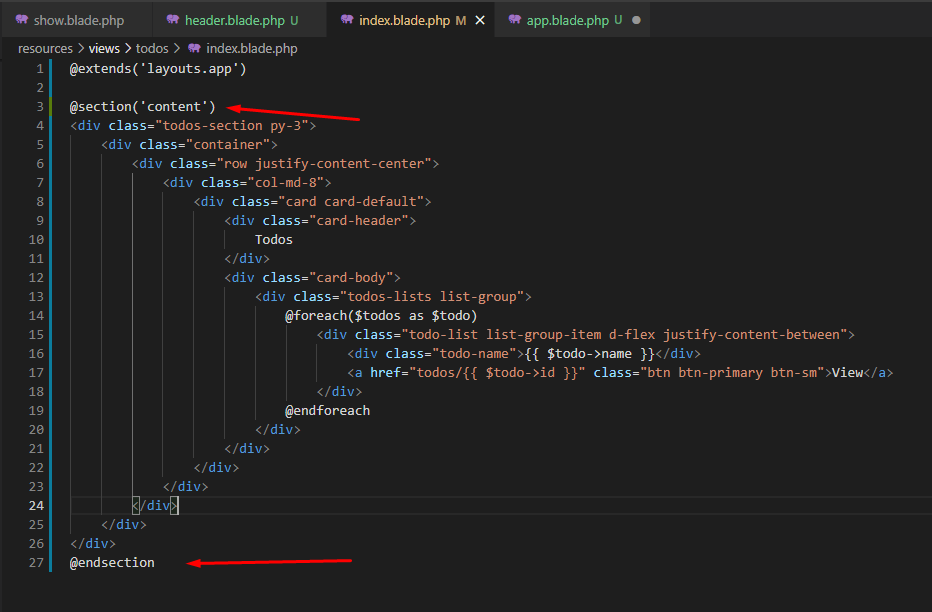 show.blade.php header.blade.php U index.blade.php M app.blade.php U
resources > views > todos > index.blade.php
1 @extends('layouts.app')
2
3 @section('content')
4 <div class="todos-section py-3">
5 <div class="container">
6 <div class="row justify-content-center">
7 <div class="col-md-8">
8 <div class="card card-default">
9 <div class="card-header">
10 Todos
11 </div>
12 <div class="card-body">
13 <div class="todos-lists list-group">
14 @foreach($todos as $todo)
15 <div class="todo-list list-group-item d-flex justify-content-between">
16 <div class="todo-name">{{ $todo->name }}</div>
17 <a href="todos/{{ $todo->id }}" class="btn btn-primary btn-sm">View</a>
18 </div>
19 @endforeach
20 </div>
21 </div>
22 </div>
23 </div>
24 </div>
25 </div>
26 </div>
27 @endsection